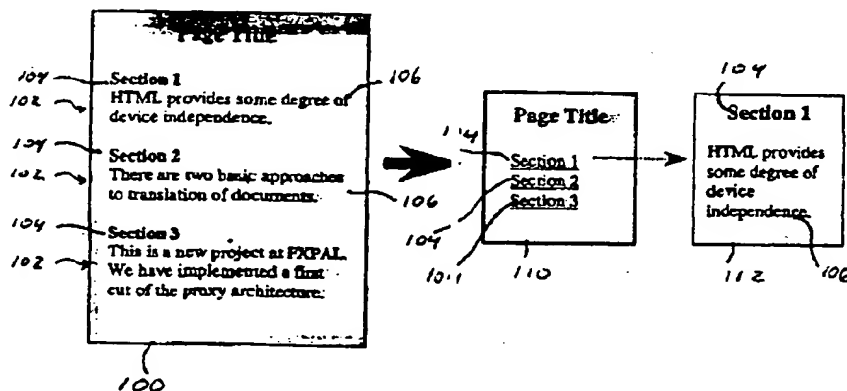 Page Title
104
Section 1
106
102
HTML provides some degree of
device independence.
104
Section 2
102
There are two basic approaches
to translation of documents.
106
104
Section 3
102
This is a new project at FXPAL.
We have implemented a first
cut of the proxy architecture.
100
Page Title
104
Section 1
Section 2
Section 3
104
104
110
104
Section 1
HTML provides
some degree of
device
independence.
112
106